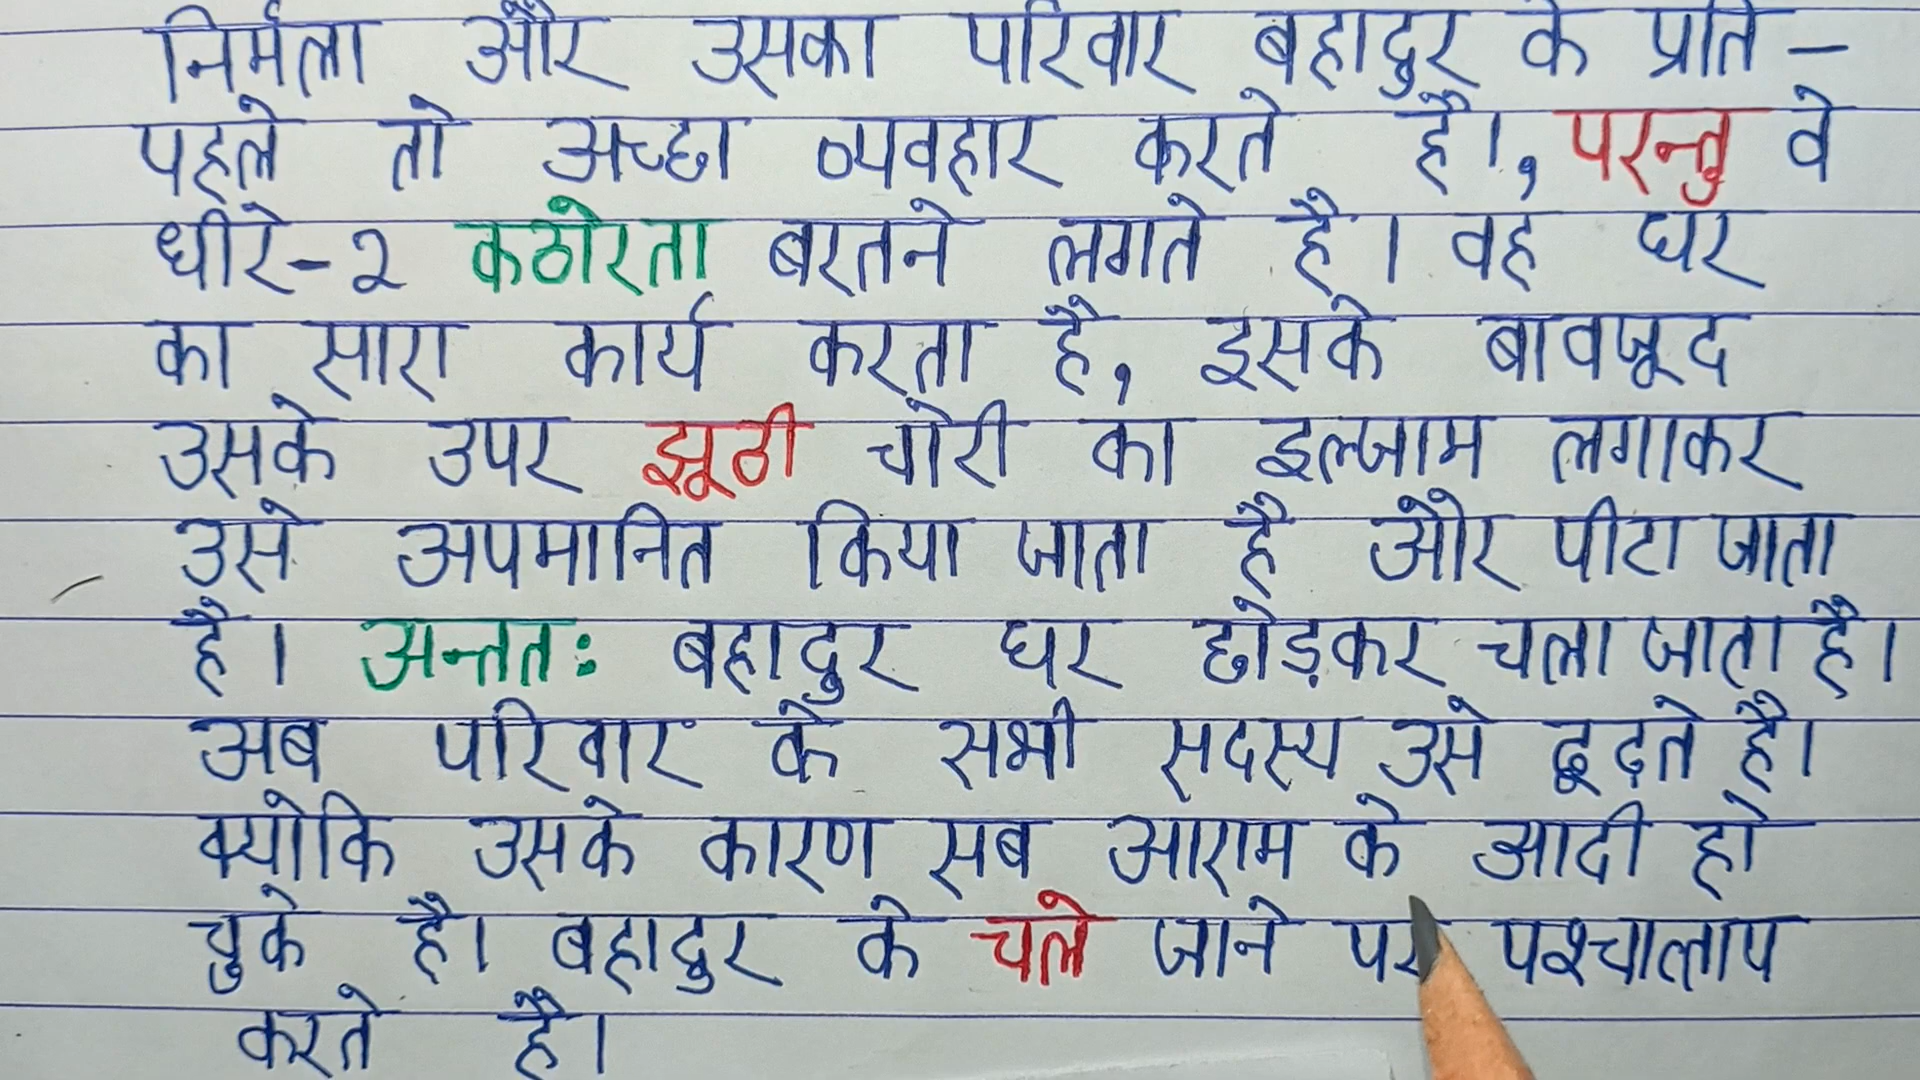 निर्मला और उसका परिवार बहादुर के प्रति -
पहले तो अच्छा व्यवहार करते है।, परन्तु वे
धीरे-२ कठोरता बरतने लगते है। वह घर
का सारा कार्य करता है, इसके बावजूद
उसके उपर झूठी चोरी का इल्जाम लगाकर
उसे अपमानित किया जाता है और पीटा जाता
है। अन्ततः बहादुर घर छोड़कर चला जाता है।
अब परिवार के सभी सदस्य उसे ढूढ़ते है।
क्योकि उसके कारण सब आराम के आदी हो
चुके है। बहादुर के चले जाने पर पश्चात्ताप
करते है।